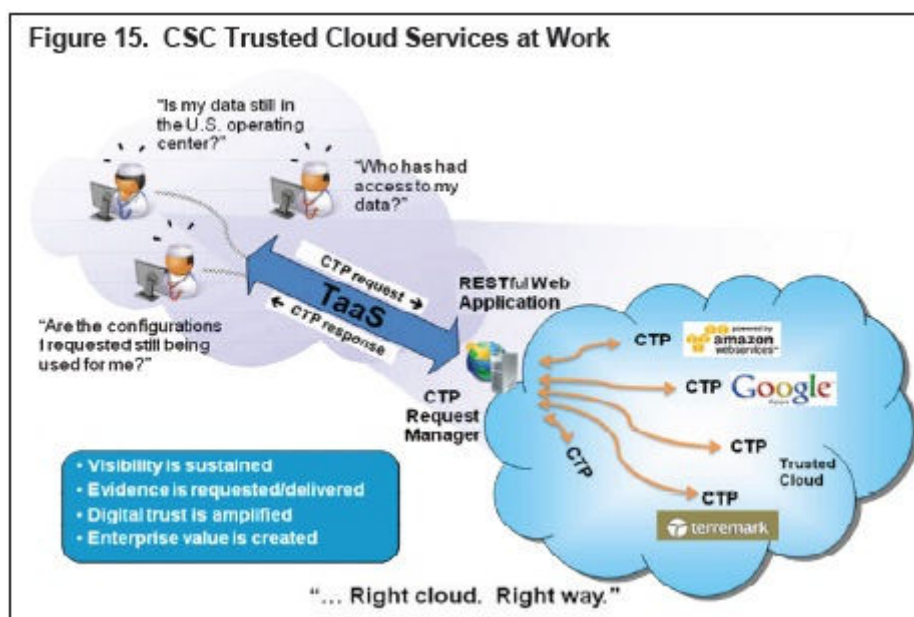 Figure 15. CSC Trusted Cloud Services at Work
"Is my data still in
the U.S. operating
center?"
"Who has had
access to my
data?"
"Are the configurations
I requested still being
used for me?"
CTP request →
TaaS
← CTP response
RESTful Web
Application
CTP
Request
Manager
CTP
powered by
amazon
webservices™
CTP
Google
CTP
Trusted
Cloud
CTP
terremark
CTP
• Visibility is sustained
• Evidence is requested/delivered
• Digital trust is amplified
• Enterprise value is created
"... Right cloud. Right way."